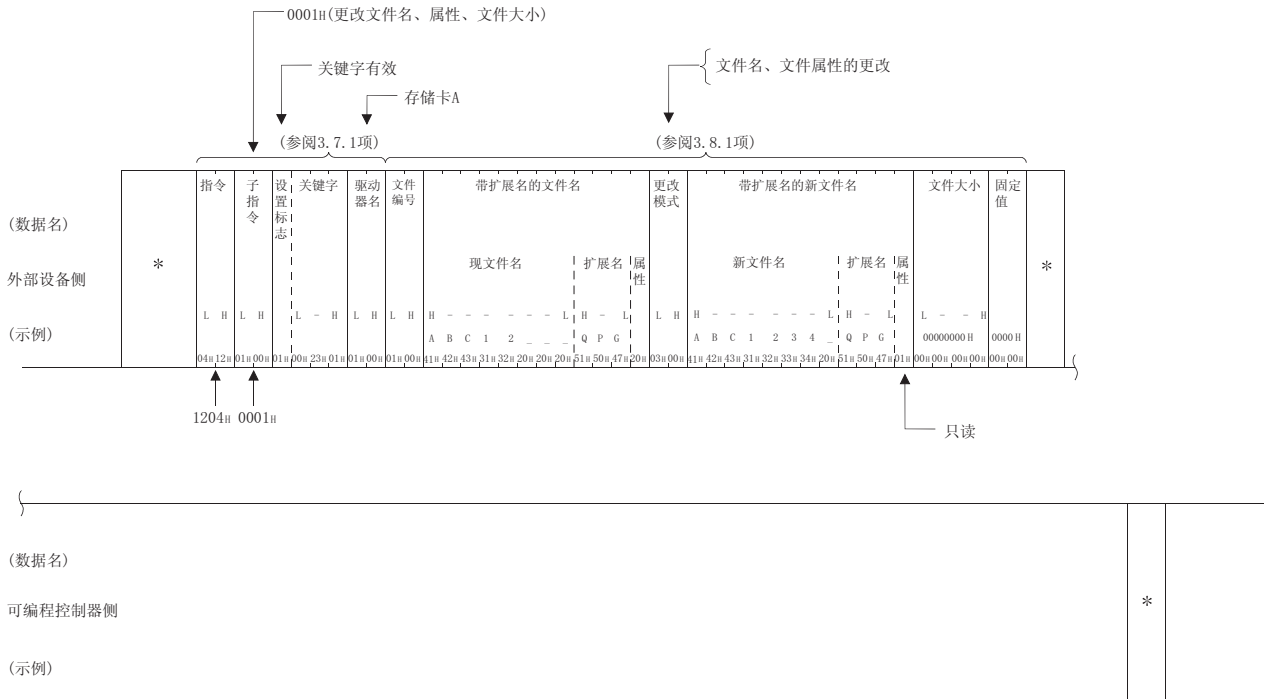 0001H(更改文件名、属性、文件大小)
关键字有效
文件名、文件属性的更改
存储卡A
(参阅3.7.1项)
(参阅3.8.1项)
指令 子指令 设置标志 关键字 驱动器名 文件编号 带扩展名的文件名 更改模式 带扩展名的新文件名 文件大小 固定值
(数据名)
外部设备侧
(示例)
* 现文件名 扩展名 属性 新文件名 扩展名 属性 *
L H L H L - H L H L H H - - - - - - L H - L L H H - - - - - - L H - L L - - H
A B C 1 2 _ _ _ Q P G A B C 1 2 3 4 _ Q P G 00000000H 0000H
04H 12H 01H 00H 01H 00H 23H 01H 01H 00H 01H 00H 41H 42H 43H 31H 32H 20H 20H 20H 51H 50H 47H 20H 03H 00H 41H 42H 43H 31H 32H 33H 34H 20H 51H 50H 47H 01H 00H 00H 00H 00H 00H 00H
1204H 0001H
只读
(数据名)
可编程控制器侧
(示例)
*